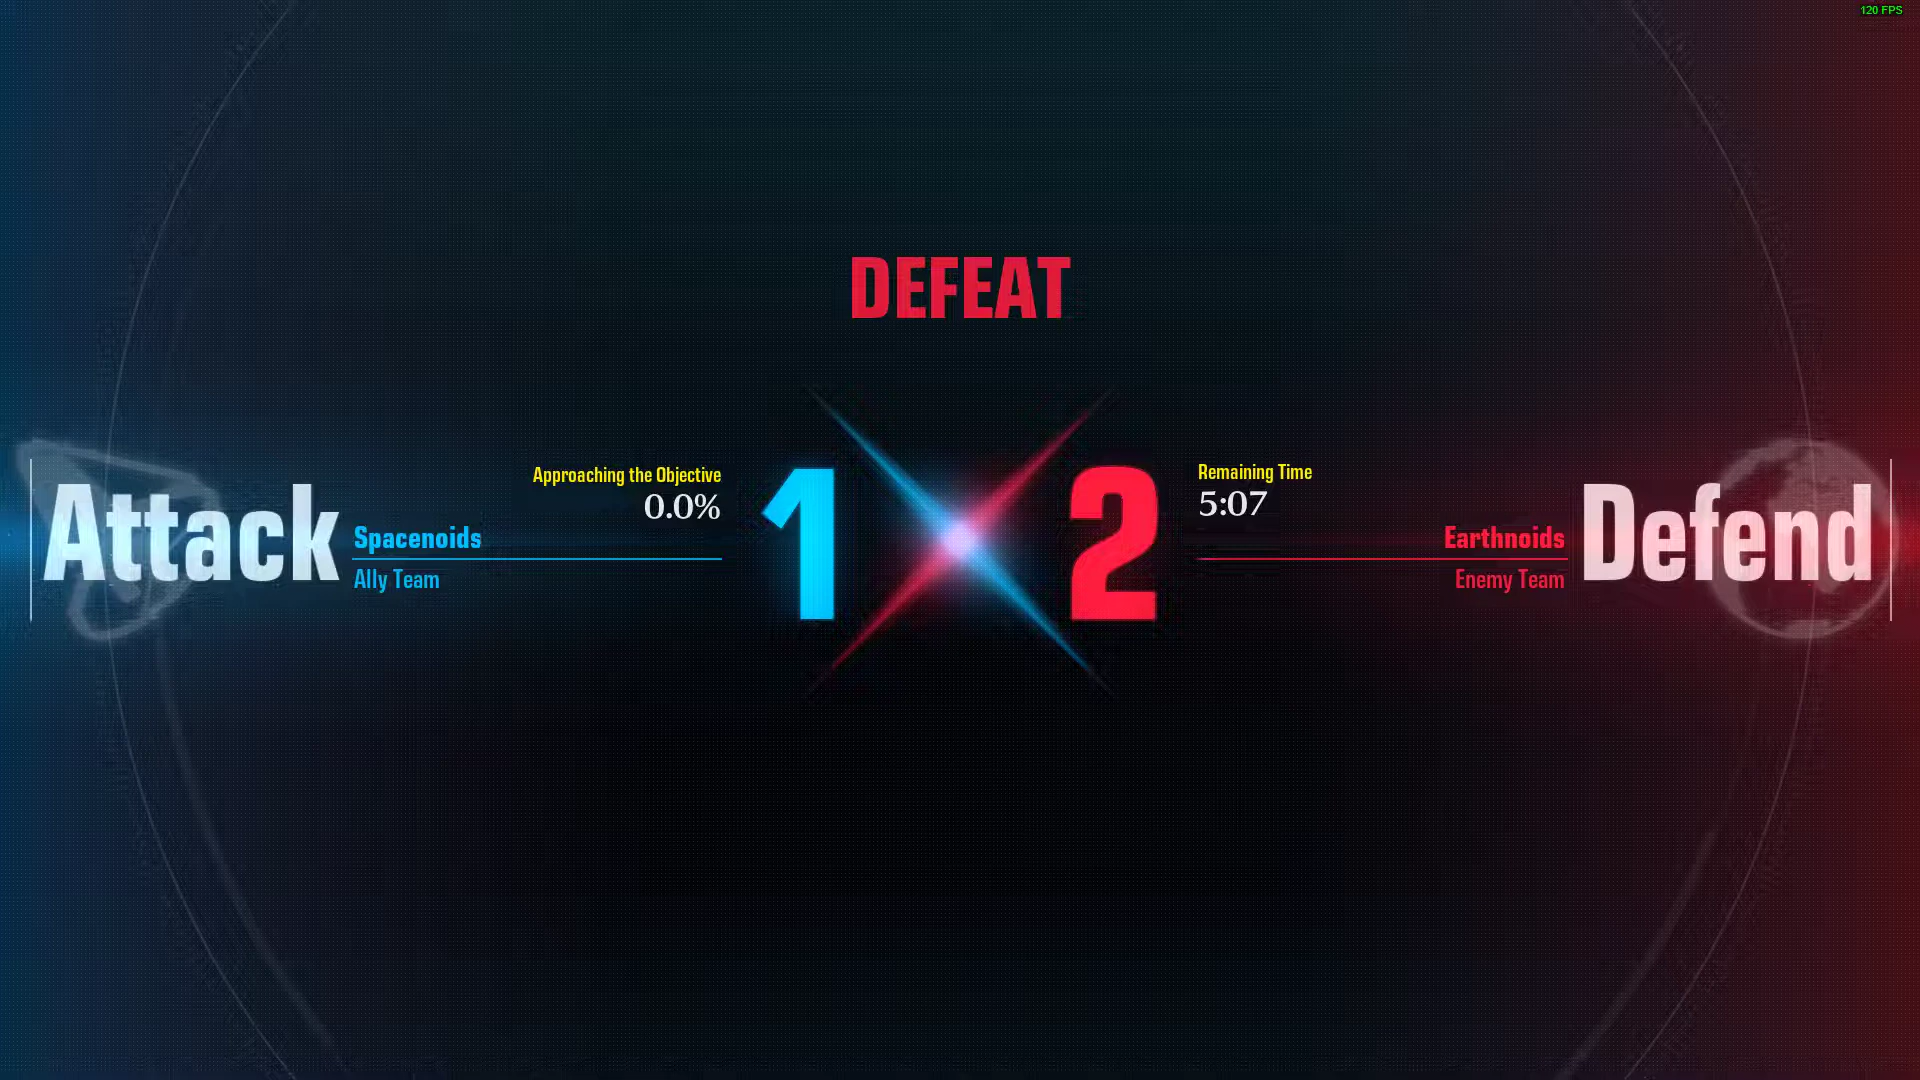 120 FPS
DEFEAT
Approaching the Objective
0.0%
Attack
Spacenoids
Ally Team
1
2
Remaining Time
5:07
Earthnoids
Enemy Team
Defend